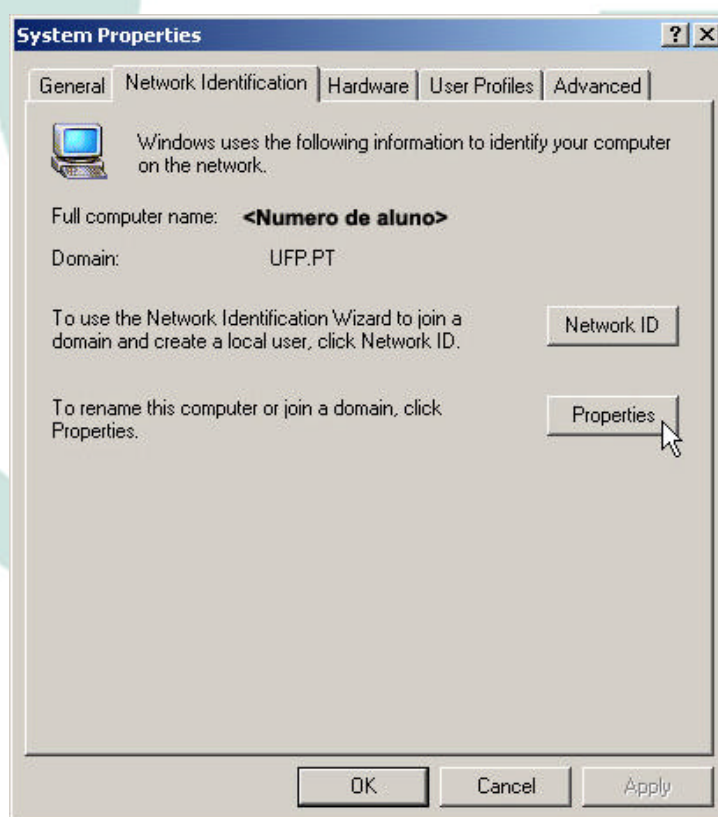 System Properties
General Network Identification Hardware User Profiles Advanced
Windows uses the following information to identify your computer
on the network.
Full computer name: <Numero de aluno>
Domain: UFP.PT
To use the Network Identification Wizard to join a
domain and create a local user, click Network ID.
Network ID
To rename this computer or join a domain, click
Properties.
Properties
OK Cancel Apply